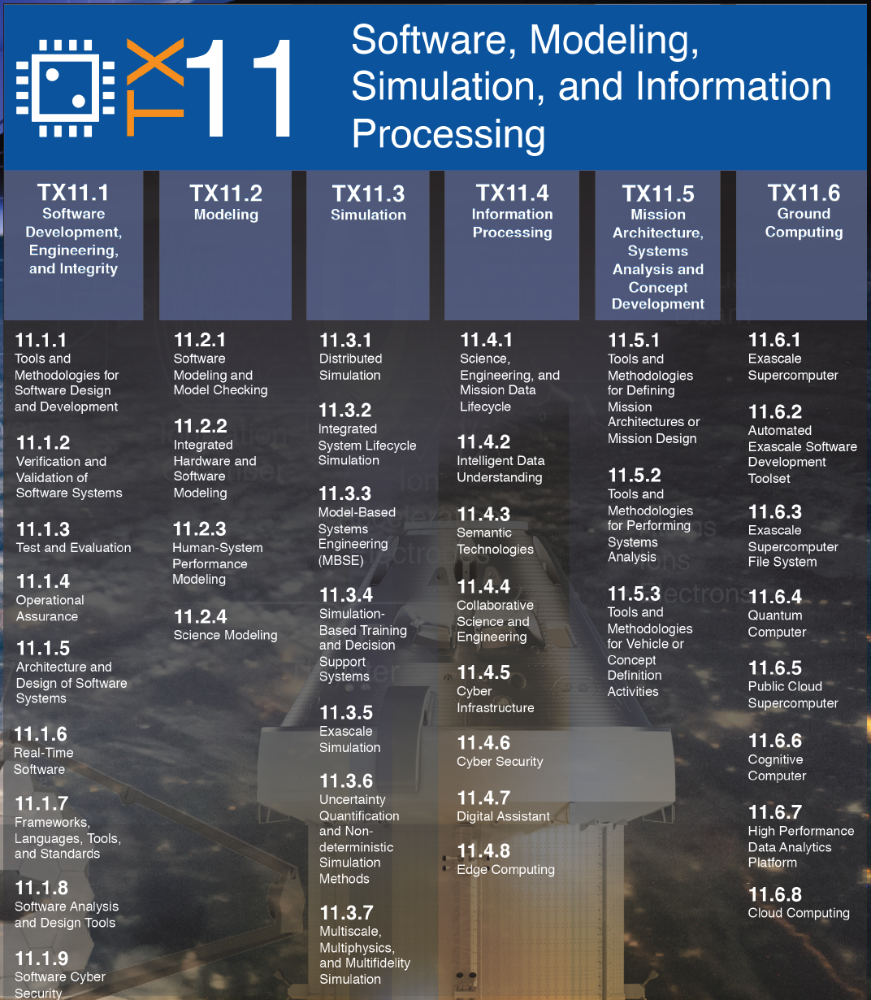 TX11
Software, Modeling,
Simulation, and Information
Processing
TX11.1
Software
Development,
Engineering,
and Integrity
TX11.2
Modeling
TX11.3
Simulation
TX11.4
Information
Processing
TX11.5
Mission
Architecture,
Systems
Analysis and
Concept
Development
TX11.6
Ground
Computing
11.1.1
Tools and
Methodologies for
Software Design
and Development
11.1.2
Verification and
Validation of
Software Systems
11.1.3
Test and Evaluation
11.1.4
Operational
Assurance
11.1.5
Architecture and
Design of Software
Systems
11.1.6
Real-Time
Software
11.1.7
Frameworks,
Languages, Tools,
and Standards
11.1.8
Software Analysis
and Design Tools
11.1.9
Software Cyber
Security
11.2.1
Software
Modeling and
Model Checking
11.2.2
Integrated
Hardware and
Software
Modeling
11.2.3
Human-System
Performance
Modeling
11.2.4
Science Modeling
11.3.1
Distributed
Simulation
11.3.2
Integrated
System Lifecycle
Simulation
11.3.3
Model-Based
Systems
Engineering
(MBSE)
11.3.4
Simulation-
Based Training
and Decision
Support
Systems
11.3.5
Exascale
Simulation
11.3.6
Uncertainty
Quantification
and Non-
deterministic
Simulation
Methods
11.3.7
Multiscale,
Multiphysics,
and Multifidelity
Simulation
11.4.1
Science,
Engineering, and
Mission Data
Lifecycle
11.4.2
Intelligent Data
Understanding
11.4.3
Semantic
Technologies
11.4.4
Collaborative
Science and
Engineering
11.4.5
Cyber
Infrastructure
11.4.6
Cyber Security
11.4.7
Digital Assistant
11.4.8
Edge Computing
11.5.1
Tools and
Methodologies
for Defining
Mission
Architectures or
Mission Design
11.5.2
Tools and
Methodologies
for Performing
Systems
Analysis
11.5.3
Tools and
Methodologies
for Vehicle or
Concept
Definition
Activities
11.6.1
Exascale
Supercomputer
11.6.2
Automated
Exascale Software
Development
Toolset
11.6.3
Exascale
Supercomputer
File System
11.6.4
Quantum
Computer
11.6.5
Public Cloud
Supercomputer
11.6.6
Cognitive
Computer
11.6.7
High Performance
Data Analytics
Platform
11.6.8
Cloud Computing